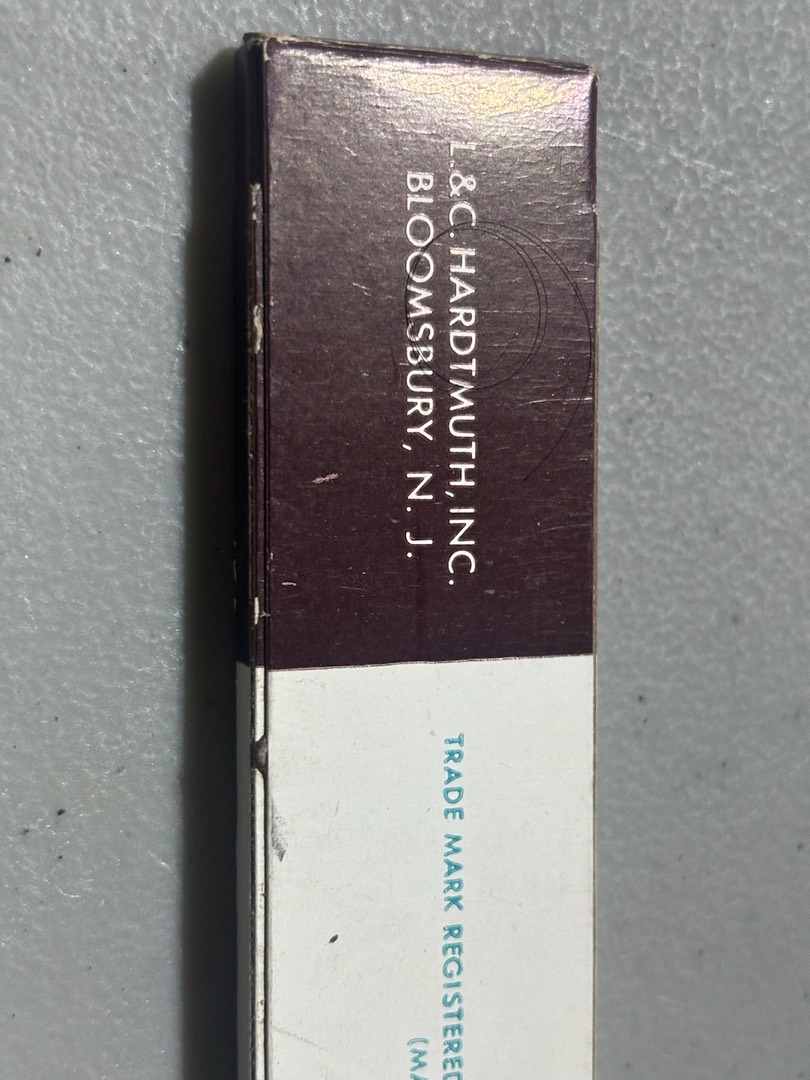 L.&C. HARDTMUTH, INC.
BLOOMSBURY, N. J.
TRADE MARK REGISTERED